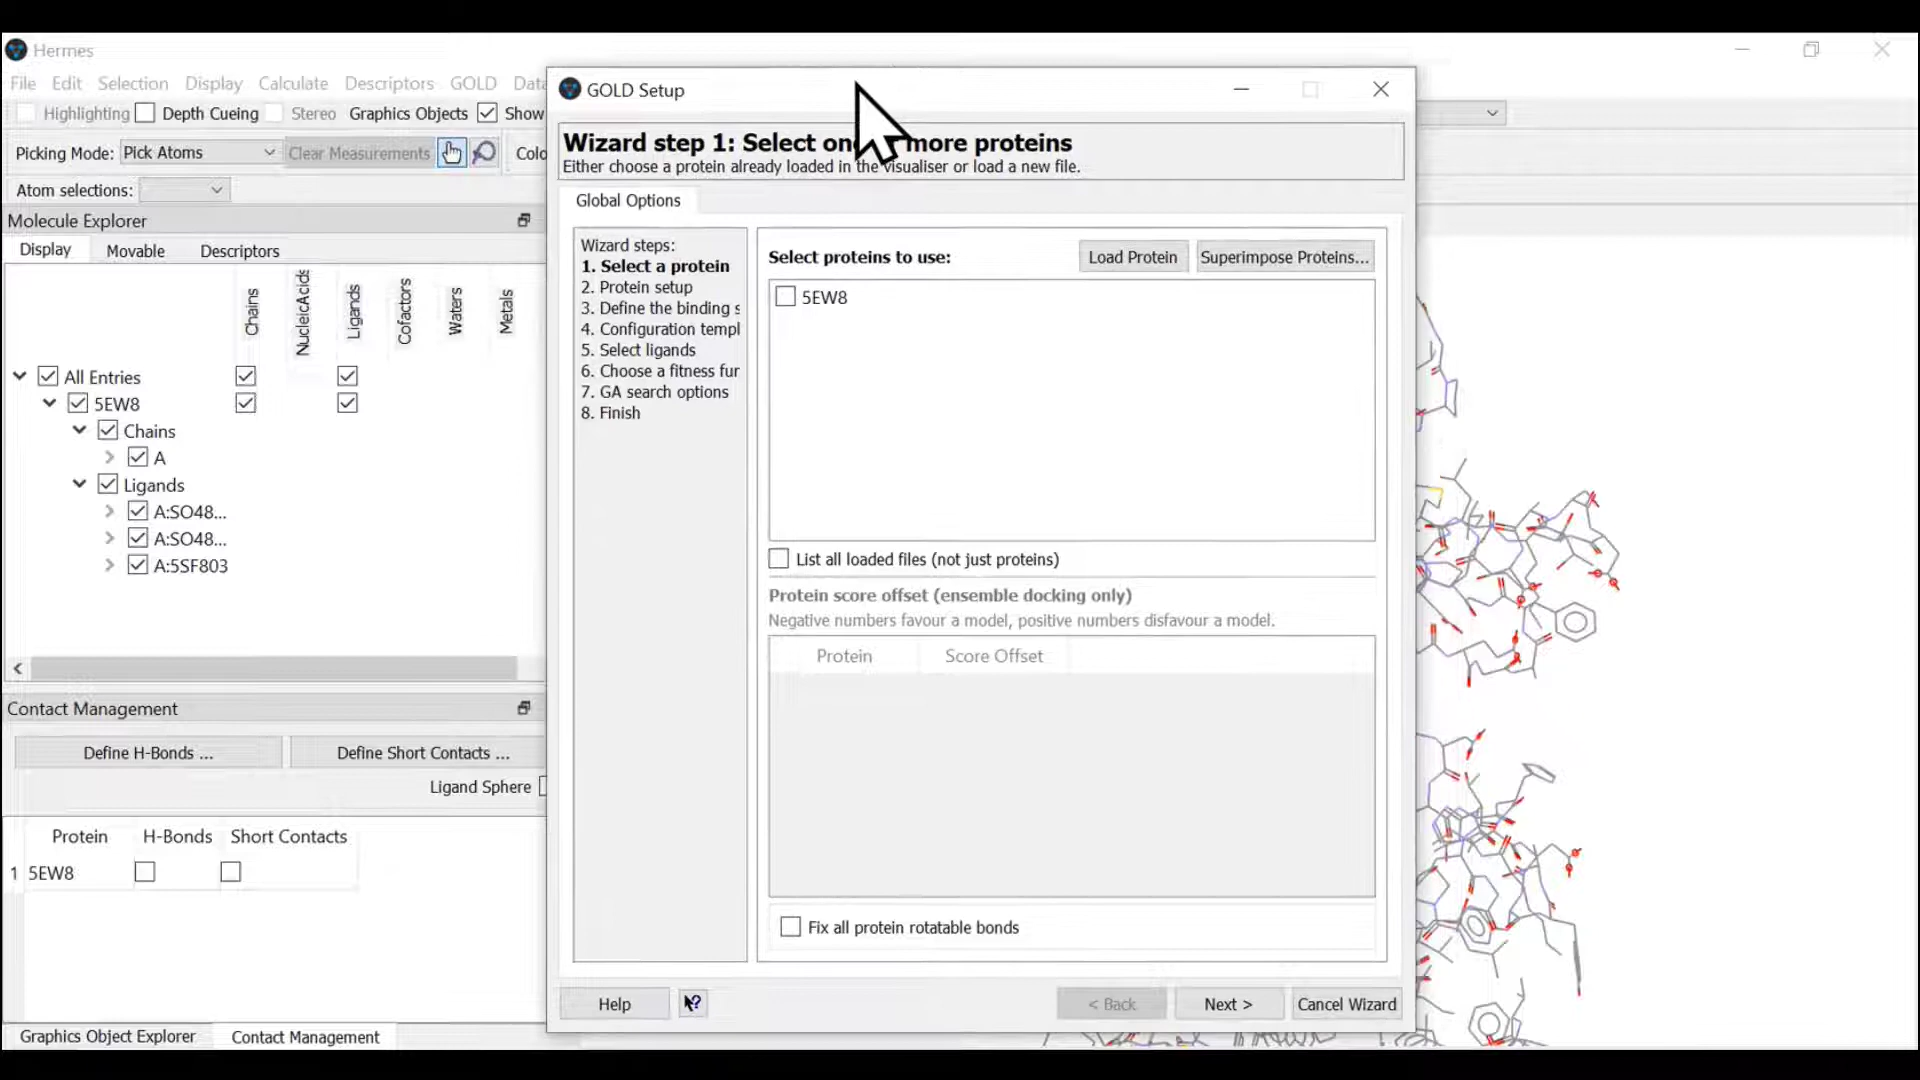 Hermes
File Edit Selection Display Calculate Descriptors GOLD
Highlighting Depth Cueing Stereo Graphics Objects Show
Picking Mode: Pick Atoms Clear Measurements
Atom selections:
Molecule Explorer
Display Movable Descriptors
Chains
NucleicAcids
Ligands
Cofactors
Waters
Metals
All Entries
5EW8
Chains
A
Ligands
A:SO48...
A:SO48...
A:5SF803
Contact Management
Define H-Bonds ... Define Short Contacts ...
Ligand Sphere
Protein H-Bonds Short Contacts
1 5EW8
Graphics Object Explorer Contact Management
GOLD Setup
Wizard step 1: Select more proteins
Either choose a protein already loaded in the visualiser or load a new file.
Global Options
Wizard steps:
1. Select a protein
2. Protein setup
3. Define the binding s
4. Configuration templ
5. Select ligands
6. Choose a fitness fur
7. GA search options
8. Finish
Select proteins to use: Load Protein Superimpose Proteins...
5EW8
List all loaded files (not just proteins)
Protein score offset (ensemble docking only)
Negative numbers favour a model, positive numbers disfavour a model.
Protein Score Offset
Fix all protein rotatable bonds
Help < Back Next > Cancel Wizard